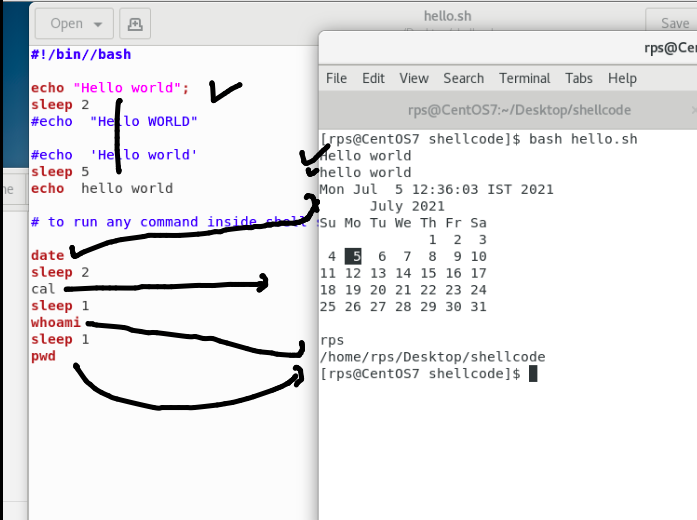 Open
hello.sh
Save
#!/bin//bash
echo "Hello world";
sleep 2
#echo  "Hello WORLD"
#echo  'Hello world'
sleep 5
echo  hello world
# to run any command inside shell
date
sleep 2
cal
sleep 1
whoami
sleep 1
pwd
rps@Ce
File Edit View Search Terminal Tabs Help
rps@CentOS7:~/Desktop/shellcode
[rps@CentOS7 shellcode]$ bash hello.sh
Hello world
hello world
Mon Jul  5 12:36:03 IST 2021
July 2021
Su Mo Tu We Th Fr Sa
1  2  3
4  5  6  7  8  9 10
11 12 13 14 15 16 17
18 19 20 21 22 23 24
25 26 27 28 29 30 31
rps
/home/rps/Desktop/shellcode
[rps@CentOS7 shellcode]$